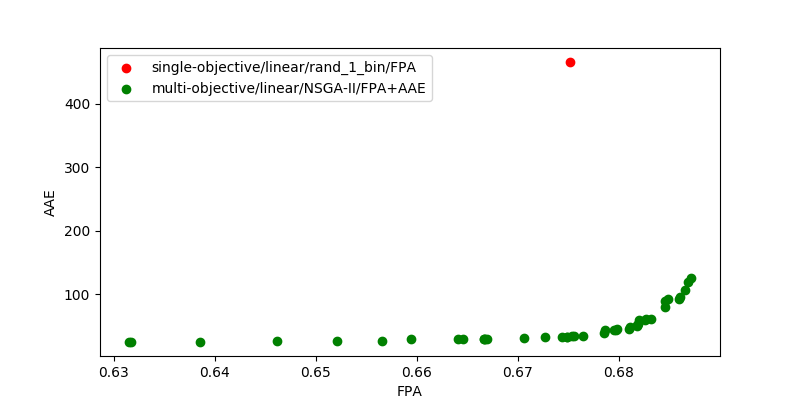 single-objective/linear/rand_1_bin/FPA
multi-objective/linear/NSGA-II/FPA+AAE
400
300
200
100
AAE
0.63 0.64 0.65 0.66 0.67 0.68
FPA